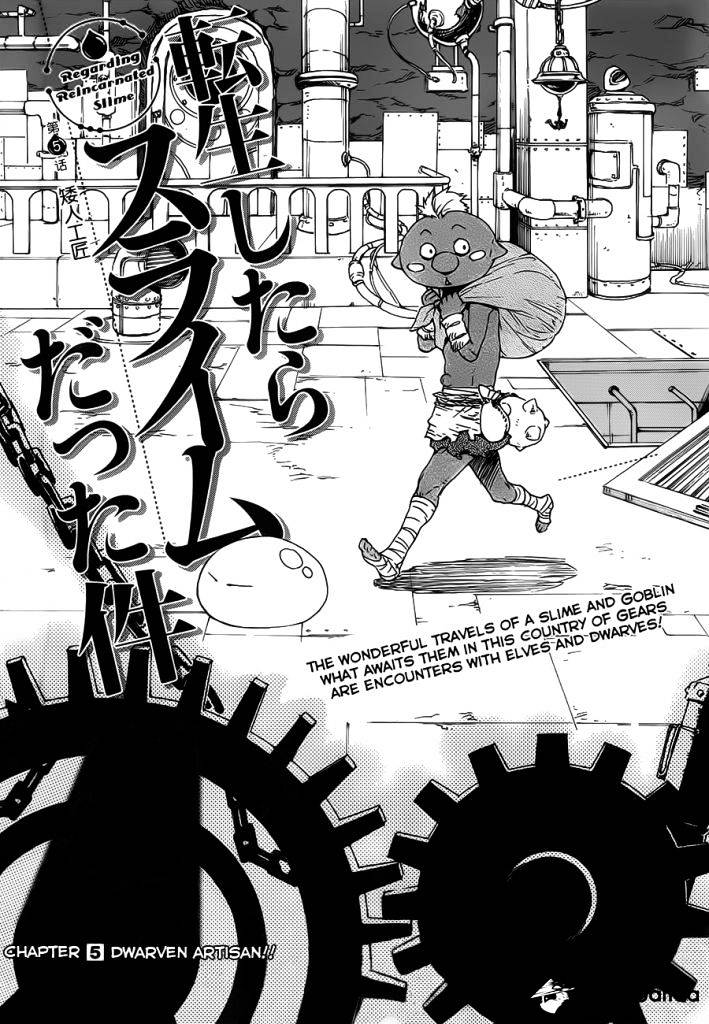 Regarding
Reincarnated
Slime
第5话
矮人工匠
転生したら
スライム
だった件
THE WONDERFUL TRAVELS OF A SLIME AND GOBLIN
WHAT AWAITS THEM IN THIS COUNTRY OF GEARS
ARE ENCOUNTERS WITH ELVES AND DWARVES!
CHAPTER 5 DWARVEN ARTISAN!!